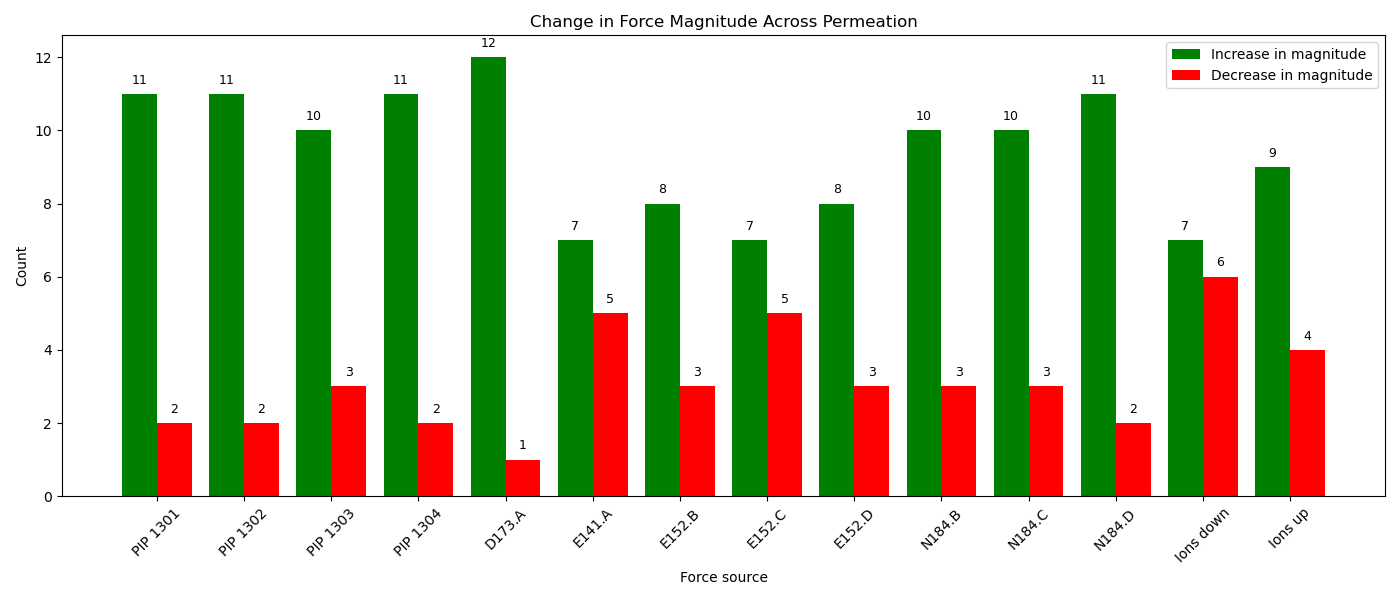 Change in Force Magnitude Across Permeation
Increase in magnitude
Decrease in magnitude
Count
12
10
8
6
4
2
0
11
2
11
2
10
3
11
2
12
1
7
5
8
3
7
5
8
3
10
3
10
3
11
2
7
6
9
4
PIP 1301
PIP 1302
PIP 1303
PIP 1304
D173.A
E141.A
E152.B
E152.C
E152.D
N184.B
N184.C
N184.D
Ions down
Ions up
Force source